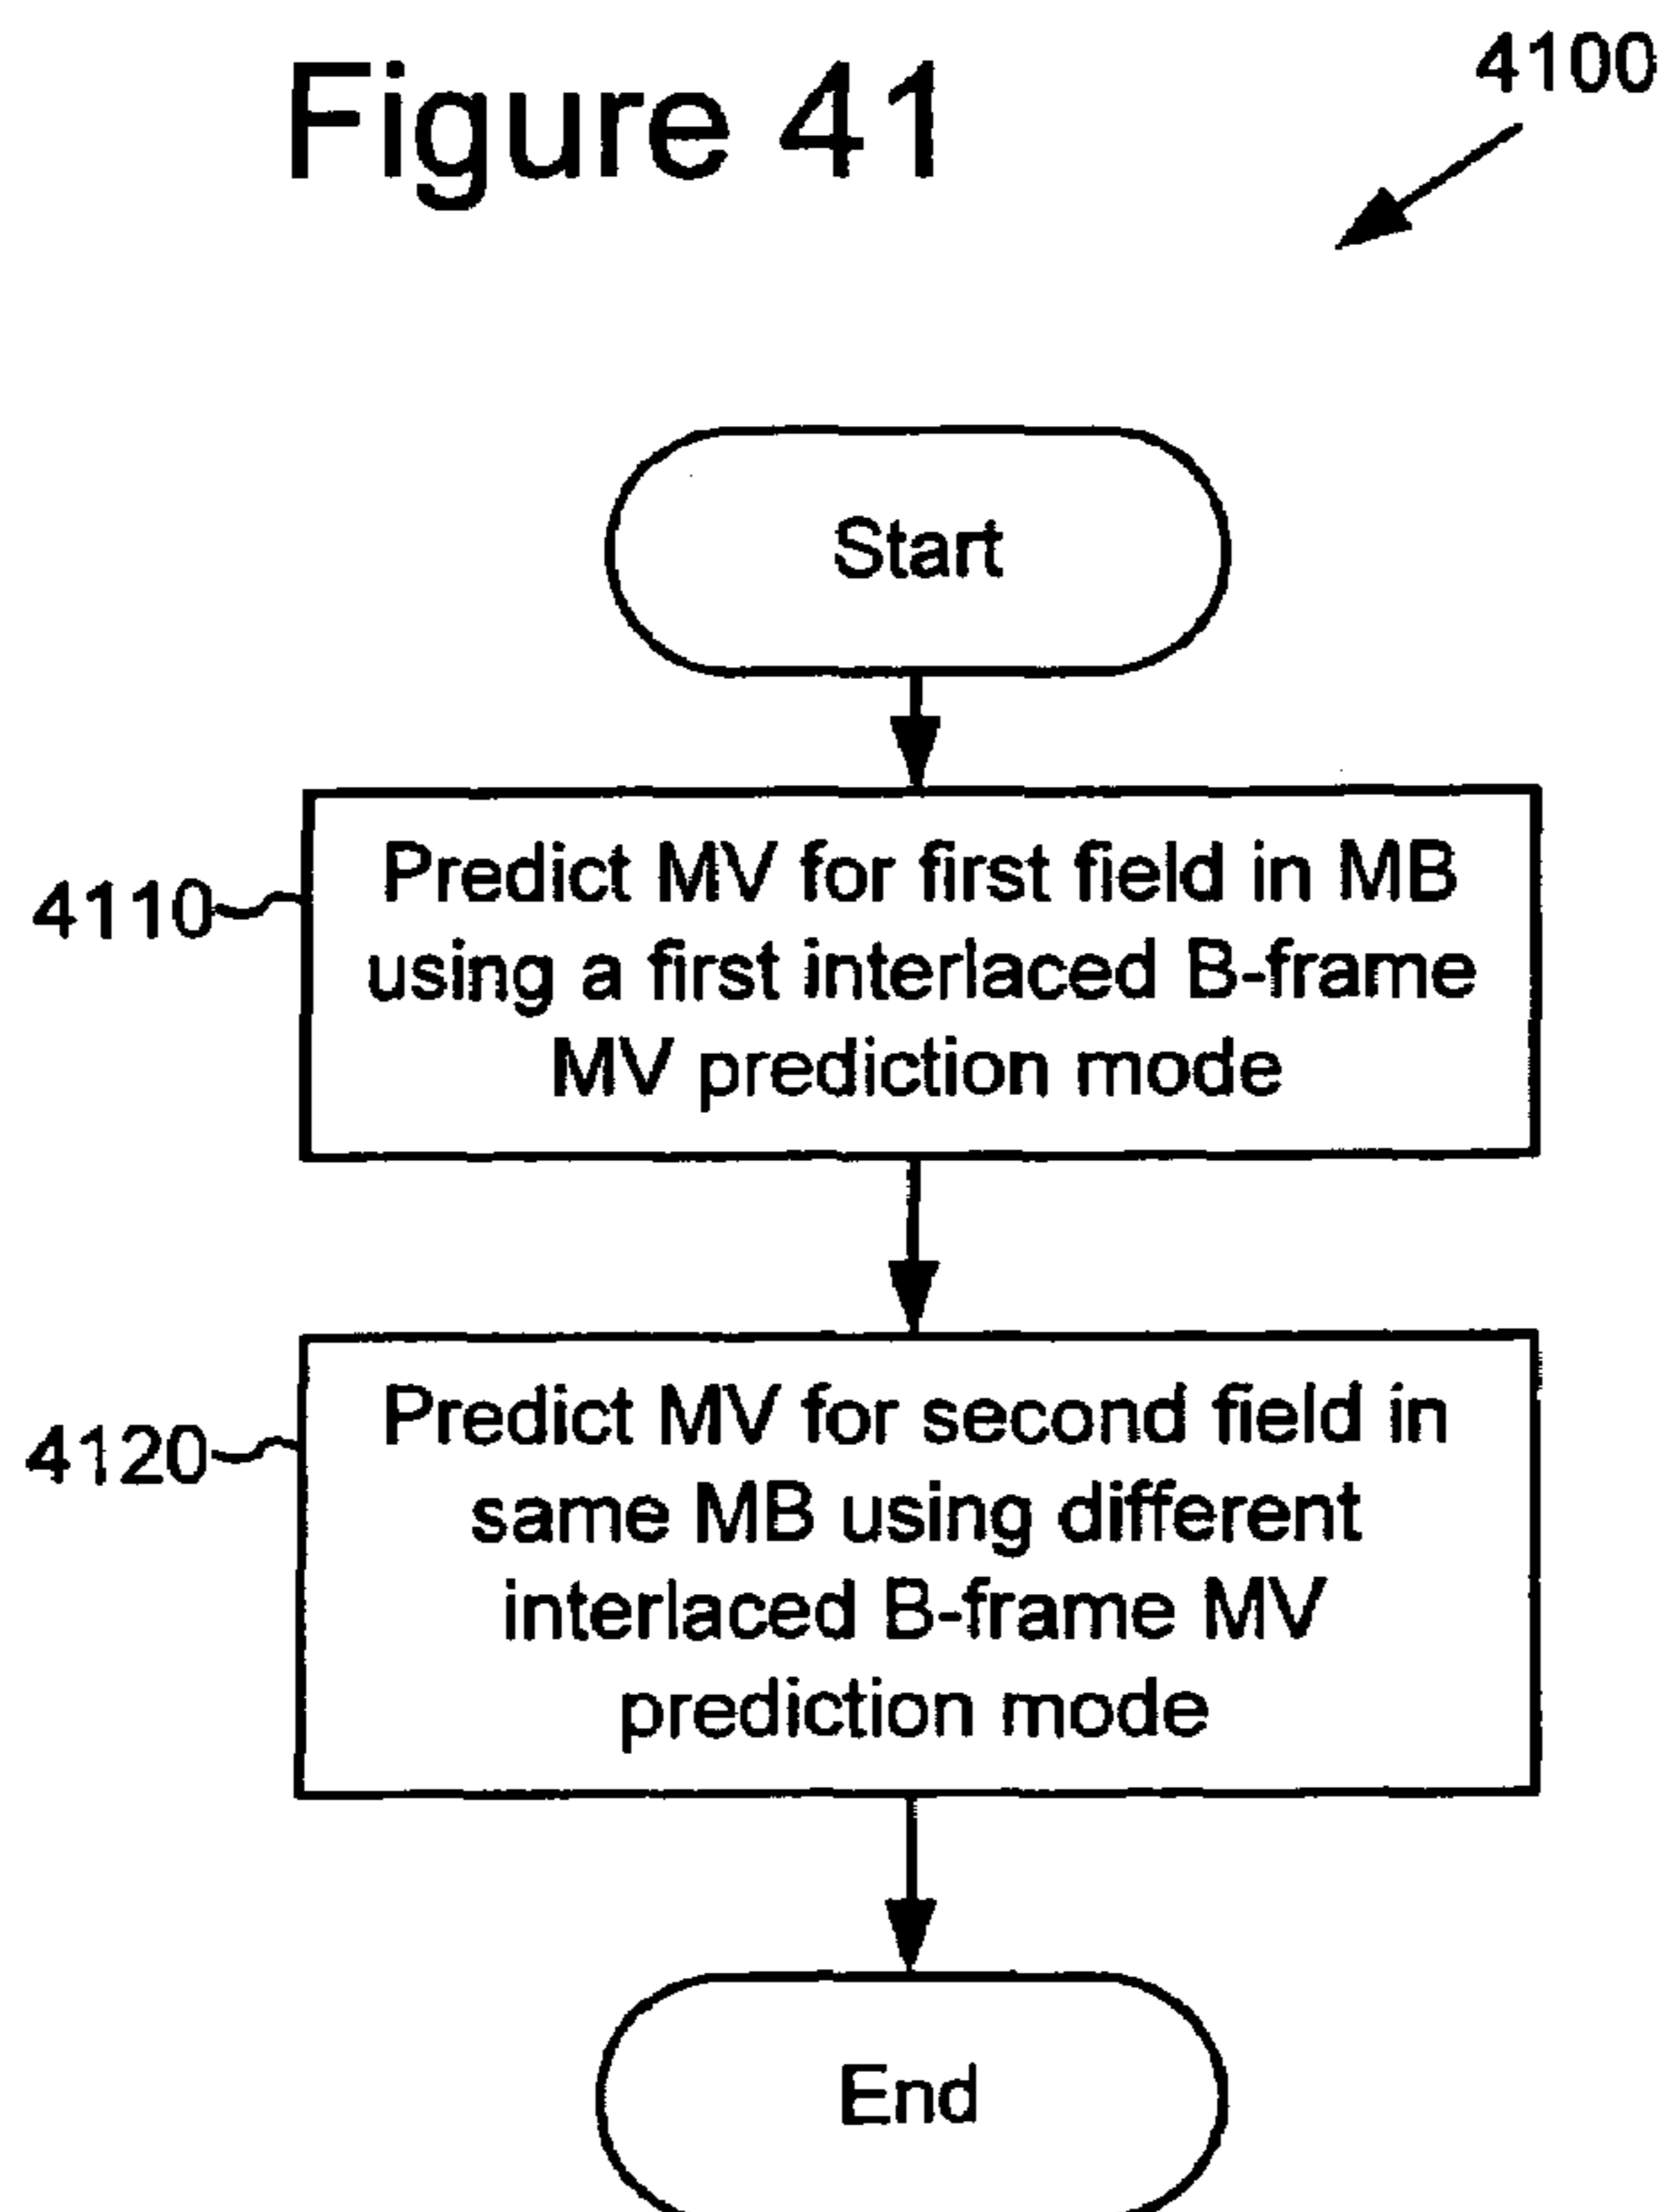 Figure 41
4100
Start
4110
Predict MV for first field in MB
using a first interlaced B-frame
MV prediction mode
4120
Predict MV for second field in
same MB using different
interlaced B-frame MV
prediction mode
End